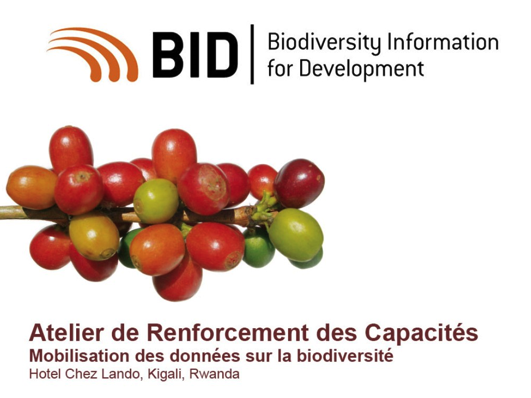 BID
Biodiversity Information
for Development
Atelier de Renforcement des Capacités
Mobilisation des données sur la biodiversité
Hotel Chez Lando, Kigali, Rwanda